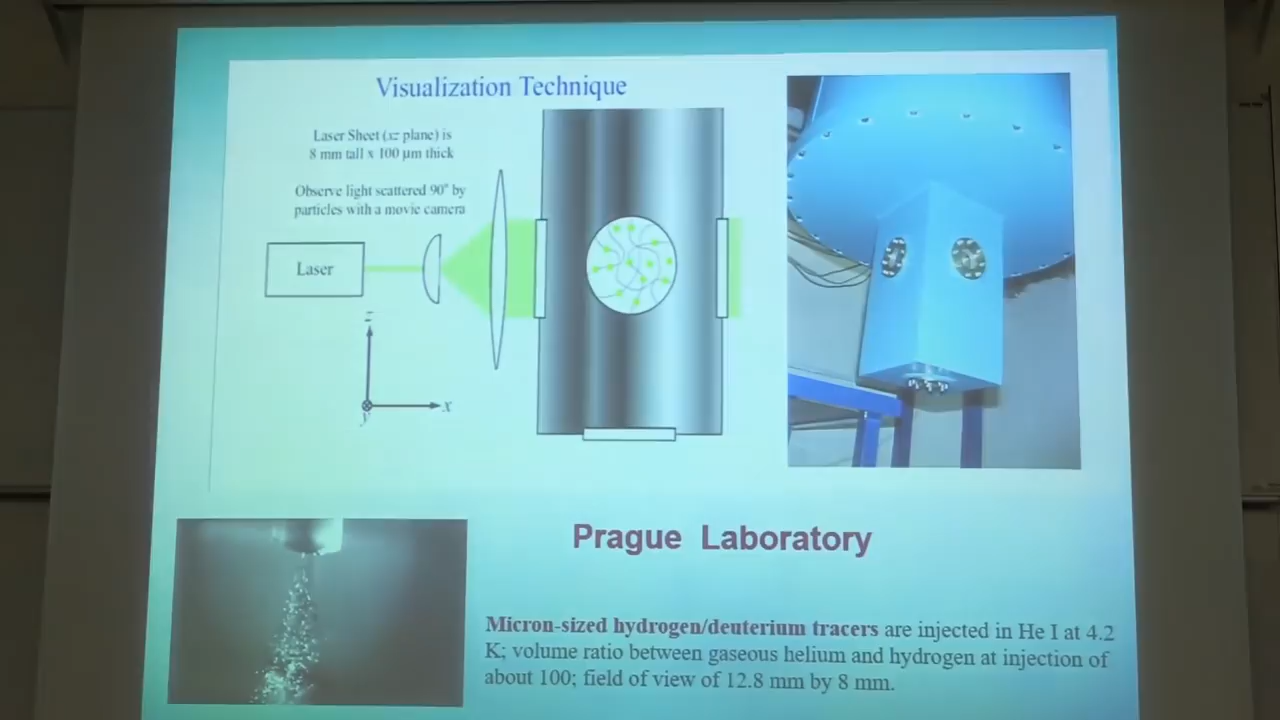 Visualization Technique
Laser Sheet (xz plane) is
8 mm tall x 100 µm thick
Observe light scattered 90° by
particles with a movie camera
Laser
z
x
y
Prague Laboratory
Micron-sized hydrogen/deuterium tracers are injected in He I at 4.2
K; volume ratio between gaseous helium and hydrogen at injection of
about 100; field of view of 12.8 mm by 8 mm.